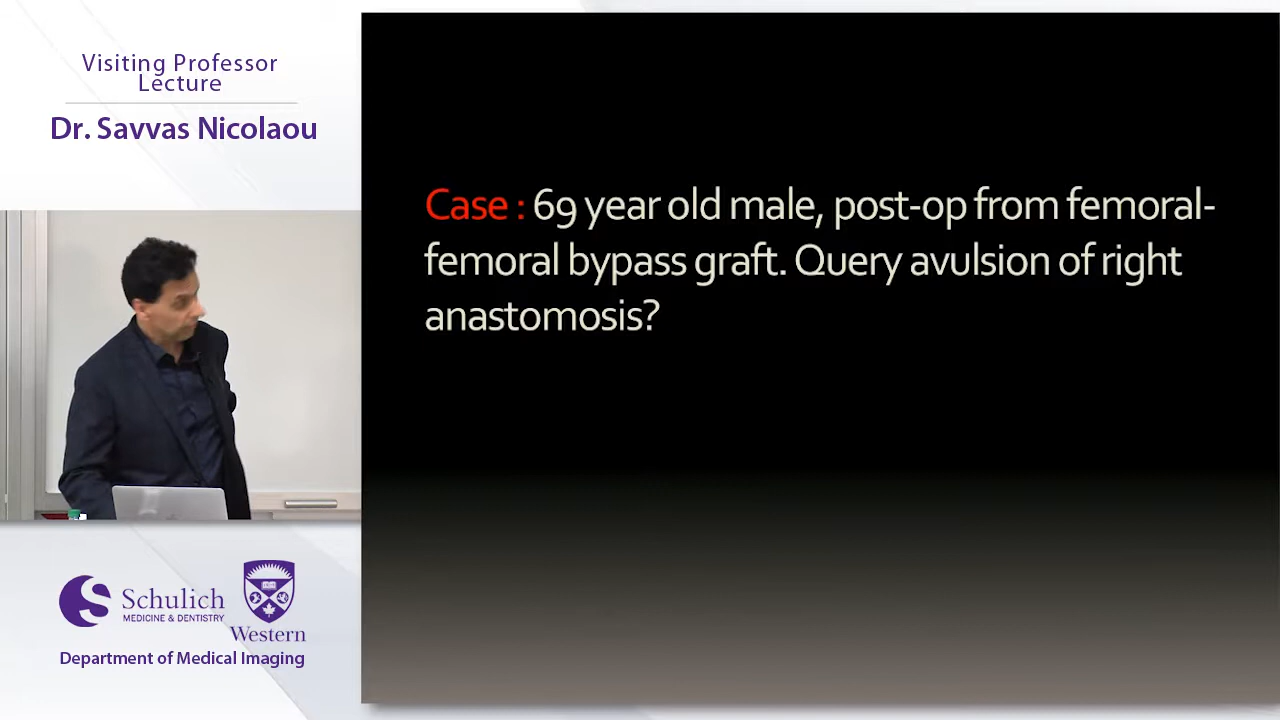 Visiting Professor
Lecture
Dr. Savvas Nicolaou
Case : 69 year old male, post-op from femoral-
femoral bypass graft. Query avulsion of right
anastomosis?
Schulich
MEDICINE & DENTISTRY
Western
Department of Medical Imaging